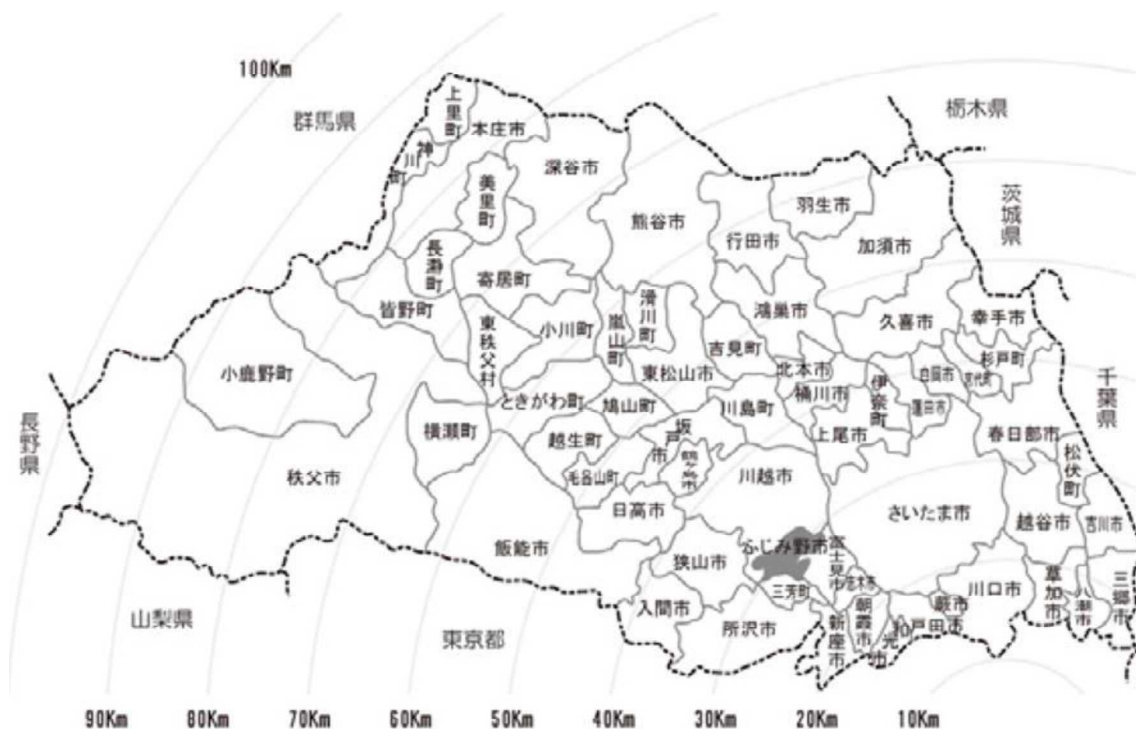 100Km
群馬県
栃木県
茨城県
千葉県
長野県
山梨県
東京都
上里町
本庄市
神川町
美里町
深谷市
熊谷市
羽生市
行田市
加須市
長瀞町
寄居町
皆野町
東秩父村
小川町
嵐山町
滑川町
吉見町
鴻巣市
久喜市
幸手市
杉戸町
宮代町
白岡市
蓮田市
伊奈町
北本市
桶川市
東松山市
小鹿野町
ときがわ町
鳩山町
川島町
上尾市
春日部市
松伏町
横瀬町
越生町
坂戸市
鶴ヶ島市
毛呂山町
川越市
秩父市
日高市
さいたま市
越谷市
吉川市
飯能市
狭山市
ふじみ野市
富士見市
三芳町
志木市
入間市
所沢市
新座市
朝霞市
和光市
戸田市
蕨市
川口市
草加市
八潮市
三郷市
90Km
80Km
70Km
60Km
50Km
40Km
30Km
20Km
10Km